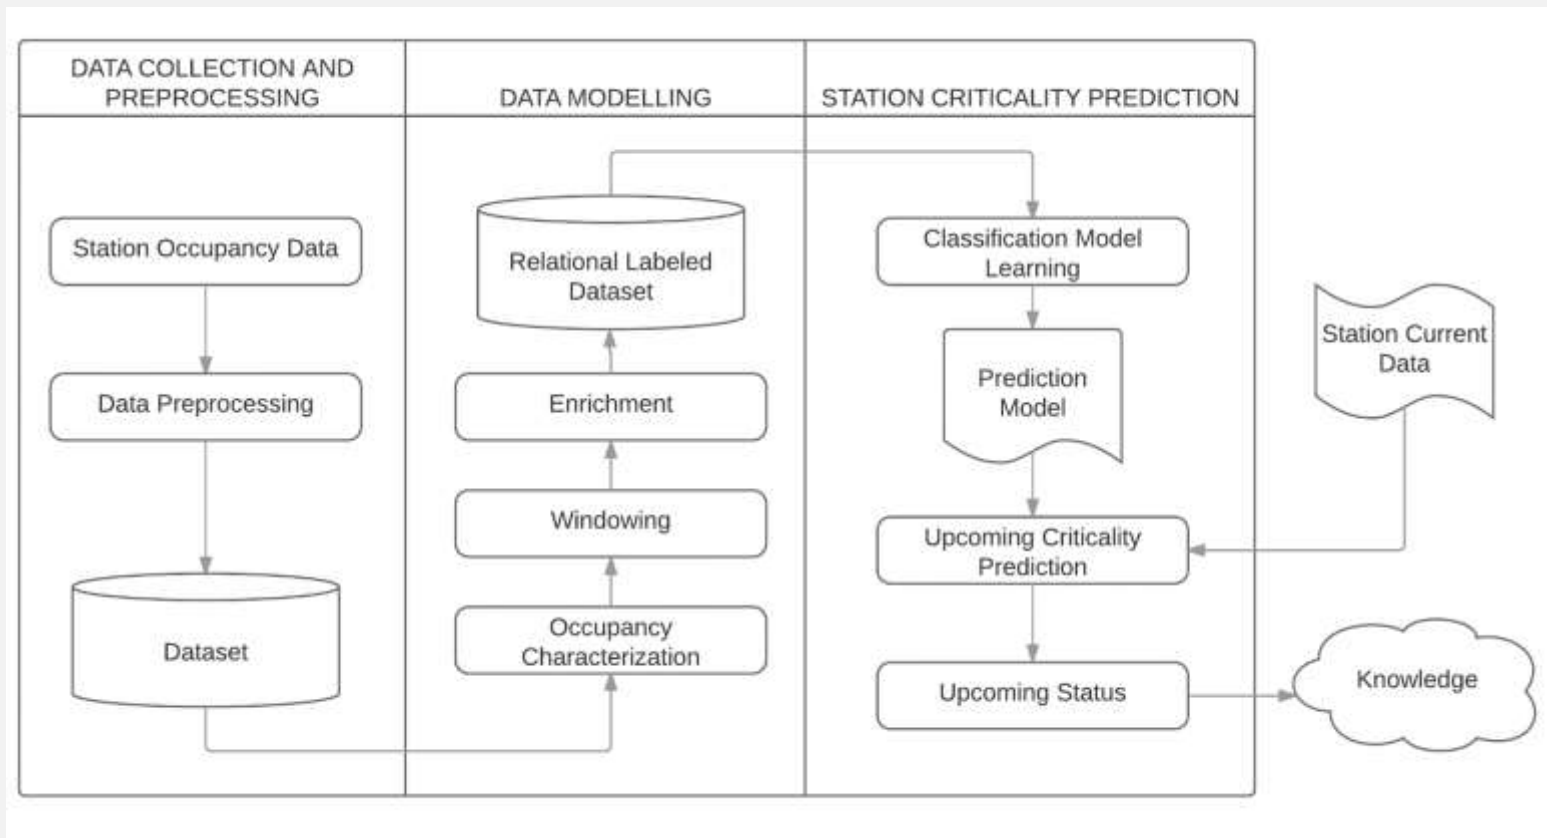 DATA COLLECTION AND
PREPROCESSING
DATA MODELLING
STATION CRITICALITY PREDICTION
Station Occupancy Data
Data Preprocessing
Dataset
Relational Labeled
Dataset
Enrichment
Windowing
Occupancy
Characterization
Classification Model
Learning
Prediction
Model
Upcoming Criticality
Prediction
Upcoming Status
Station Current
Data
Knowledge